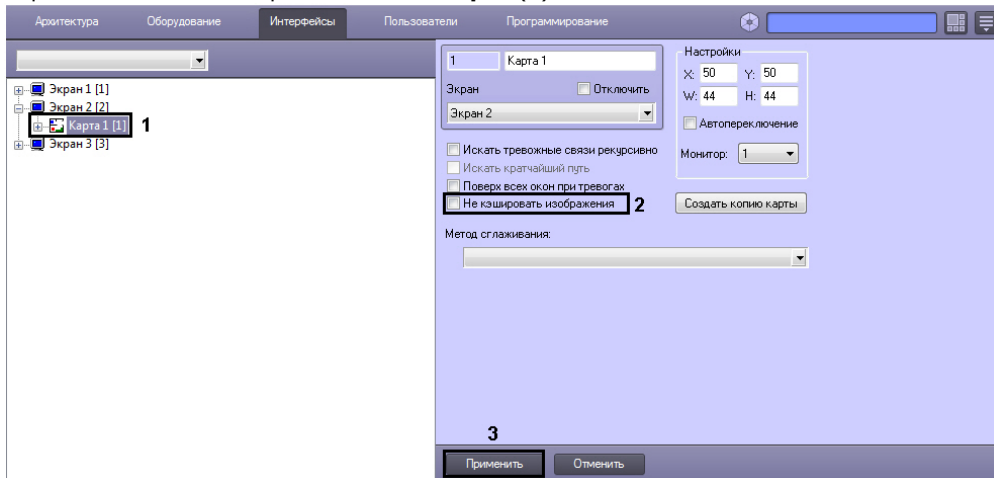 Архитектура Оборудование Интерфейсы Пользователи Программирование
Экран 1 [1]
Экран 2 [2]
Карта 1 [1] 1
Экран 3 [3]
1 Карта 1
Экран Отключить
Экран 2
Искать тревожные связи рекурсивно
Искать кратчайший путь
Поверх всех окон при тревогах
Не кэшировать изображения 2
Метод сглаживания:
Настройки
X: 50 Y: 50
W: 44 H: 44
Автопереключение
Монитор: 1
Создать копию карты
3
Применить Отменить